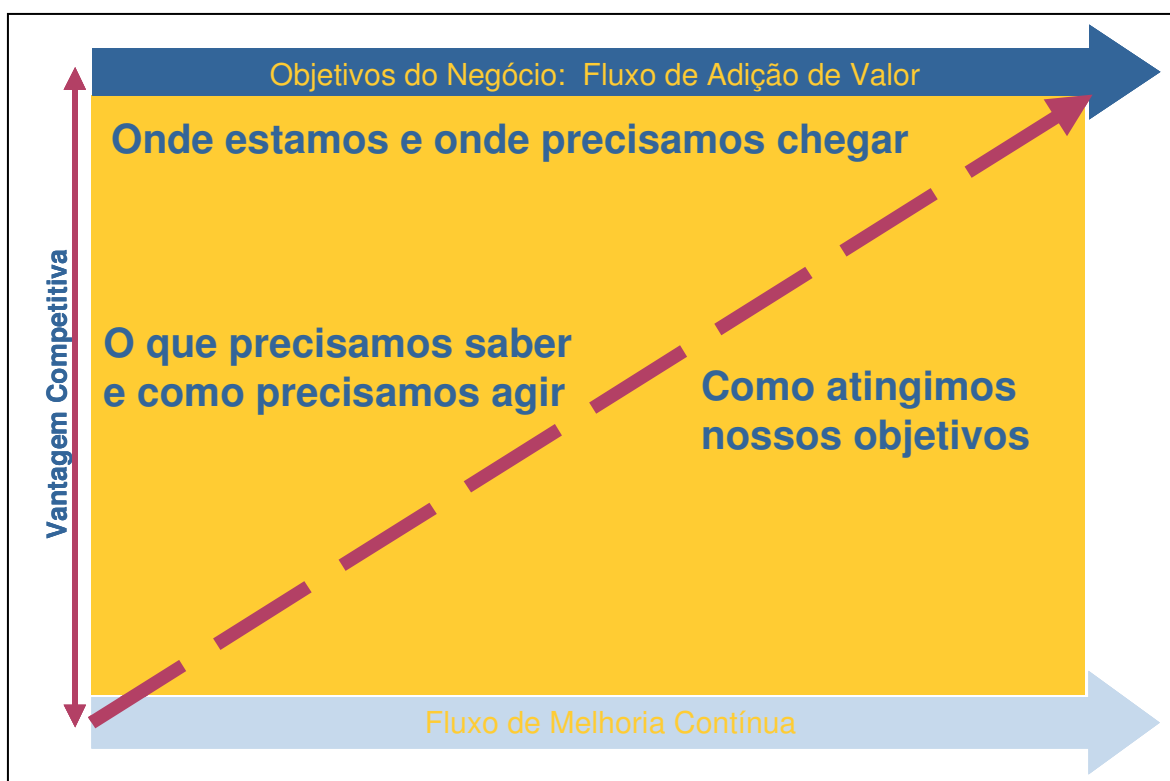 Objetivos do Negócio: Fluxo de Adição de Valor
Onde estamos e onde precisamos chegar
Vantagem Competitiva
O que precisamos saber
e como precisamos agir
Como atingimos
nossos objetivos
Fluxo de Melhoria Contínua